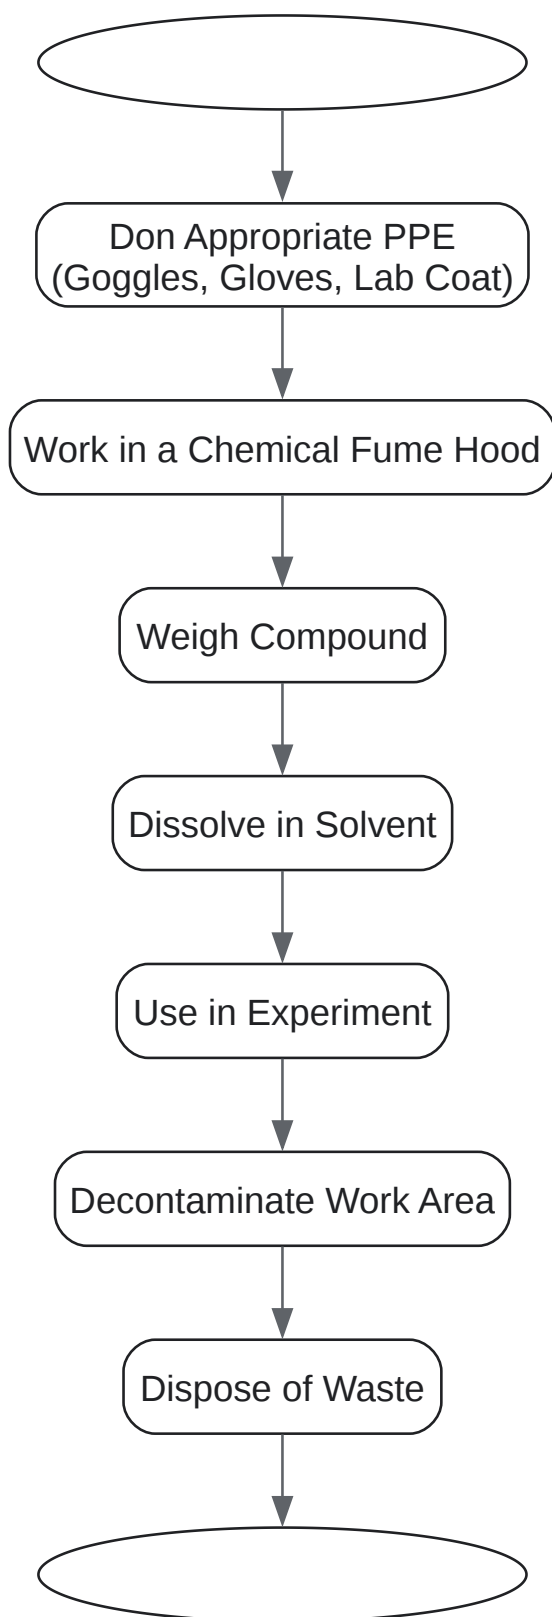 Don Appropriate PPE
(Goggles, Gloves, Lab Coat)
Work in a Chemical Fume Hood
Weigh Compound
Dissolve in Solvent
Use in Experiment
Decontaminate Work Area
Dispose of Waste